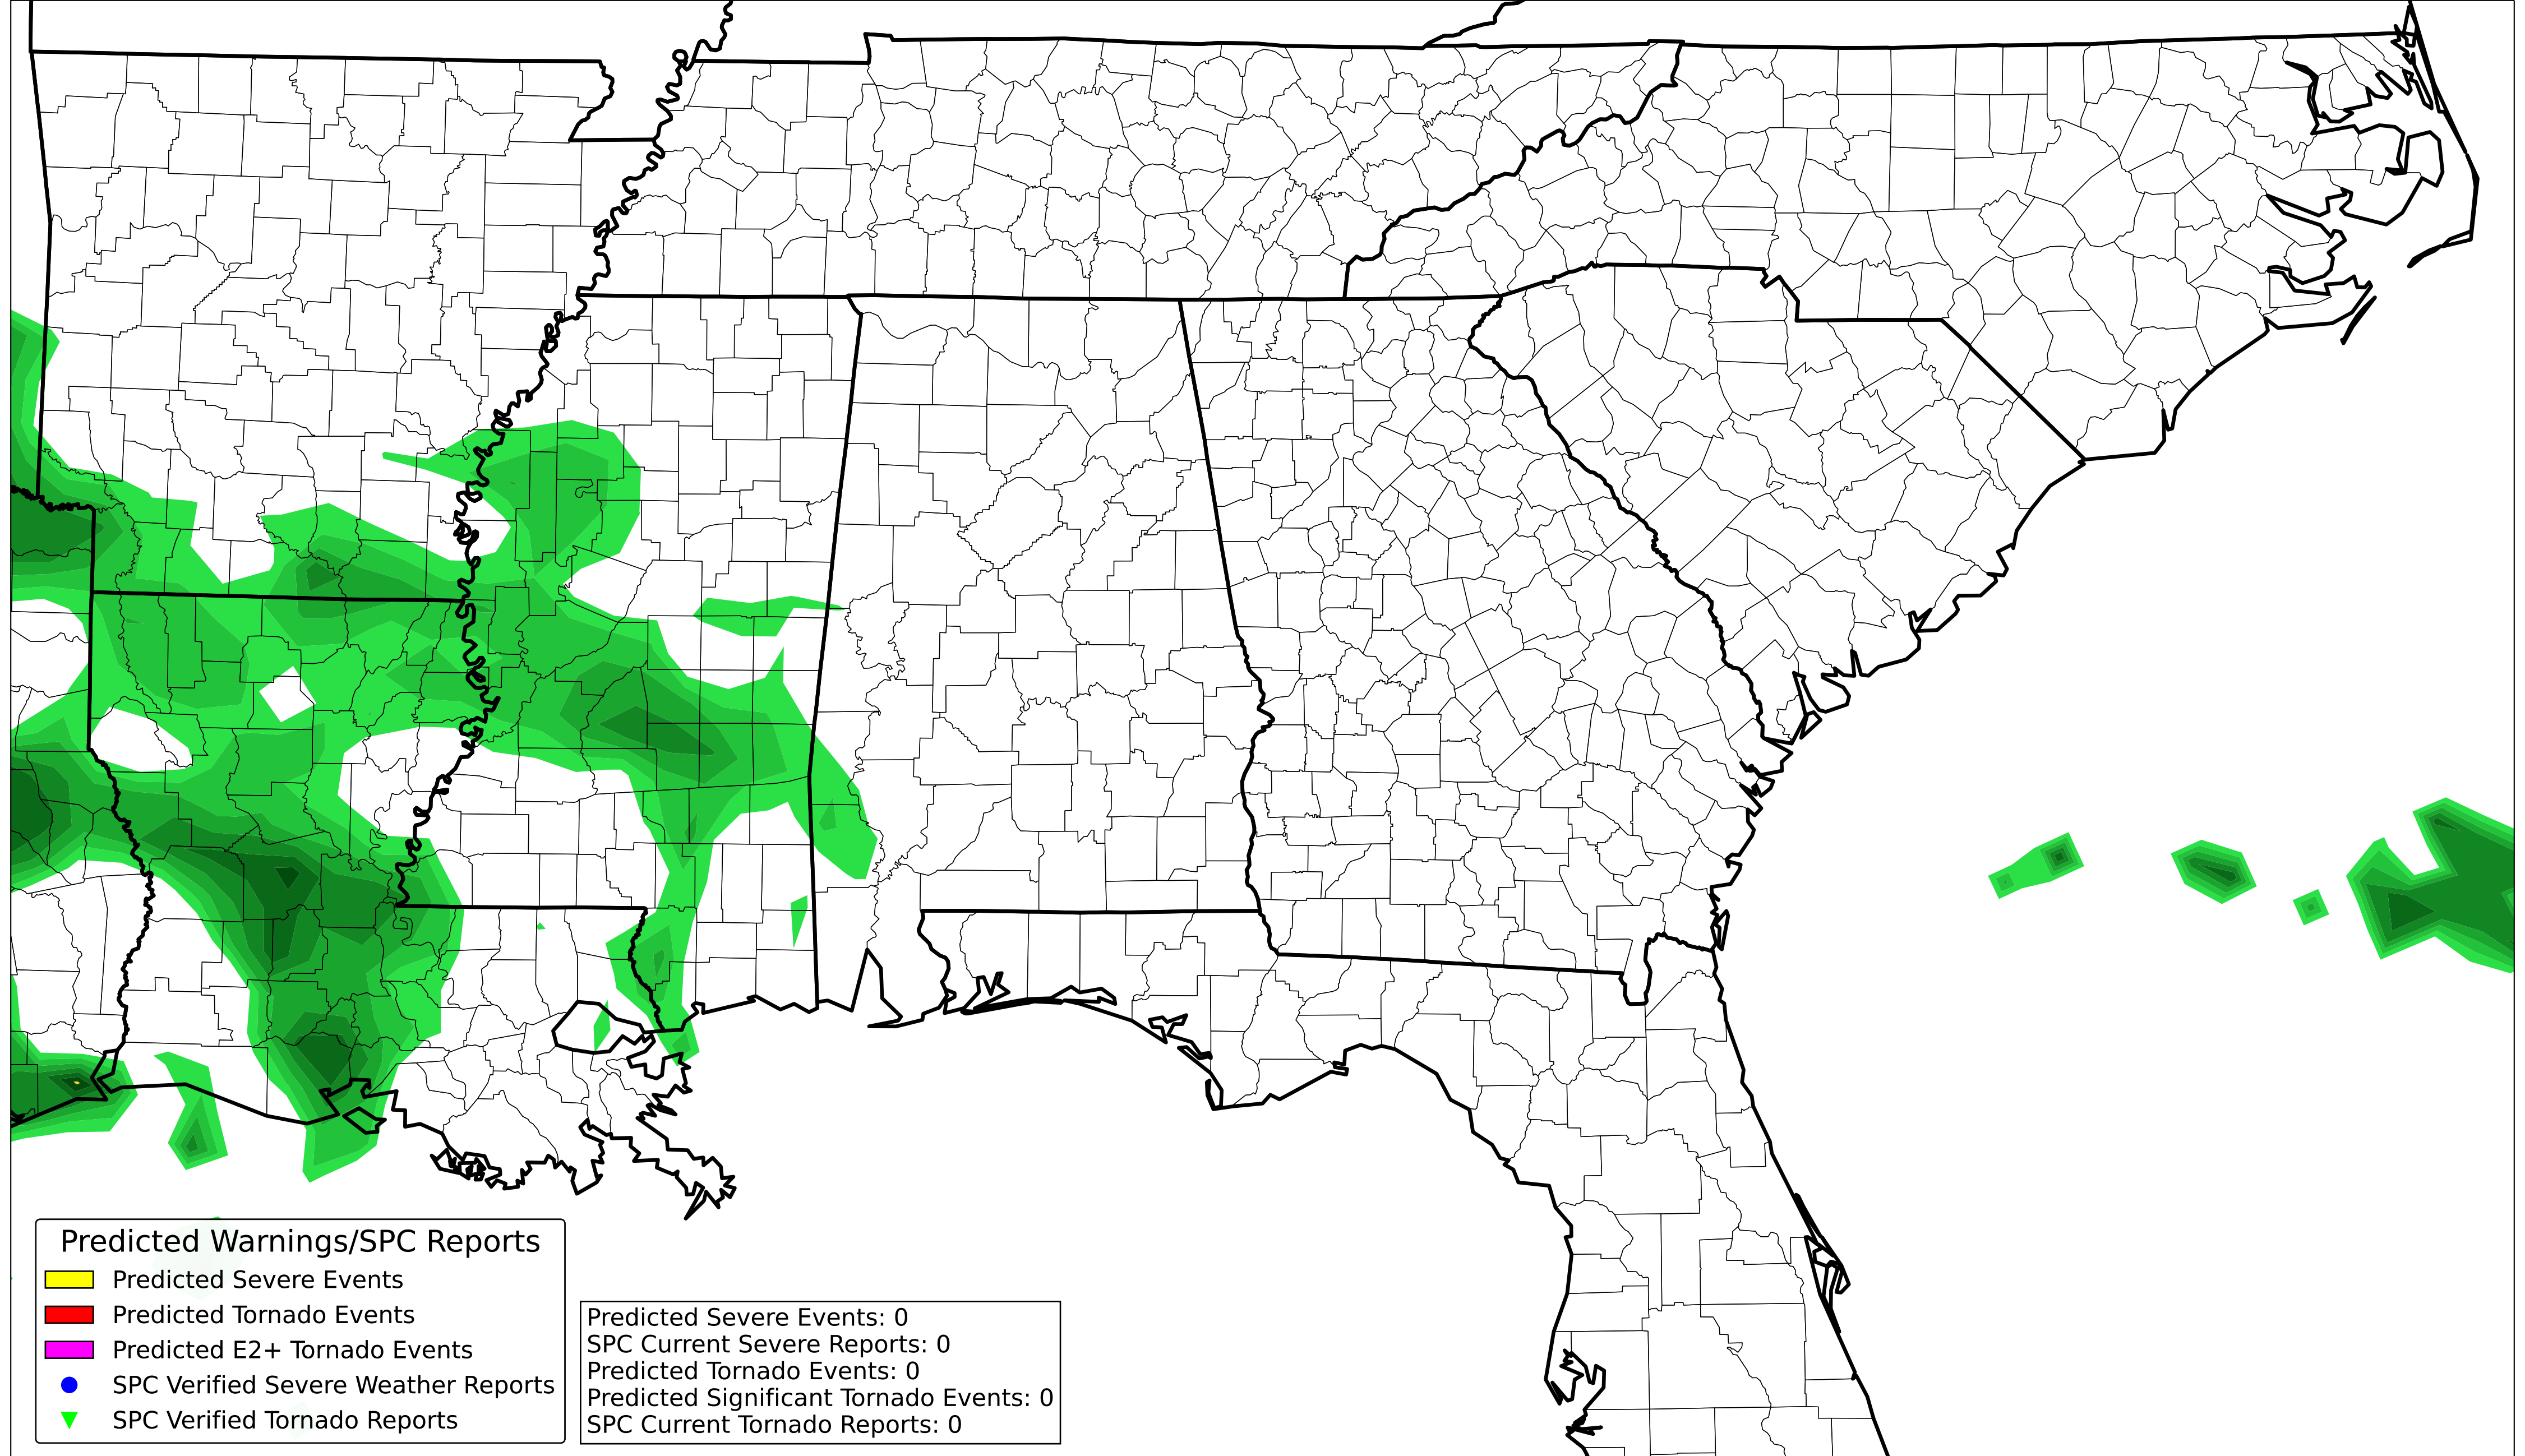 Predicted Warnings/SPC Reports
Predicted Severe Events
Predicted Tornado Events
Predicted E2+ Tornado Events
SPC Verified Severe Weather Reports
SPC Verified Tornado Reports
Predicted Severe Events: 0
SPC Current Severe Reports: 0
Predicted Tornado Events: 0
Predicted Significant Tornado Events: 0
SPC Current Tornado Reports: 0